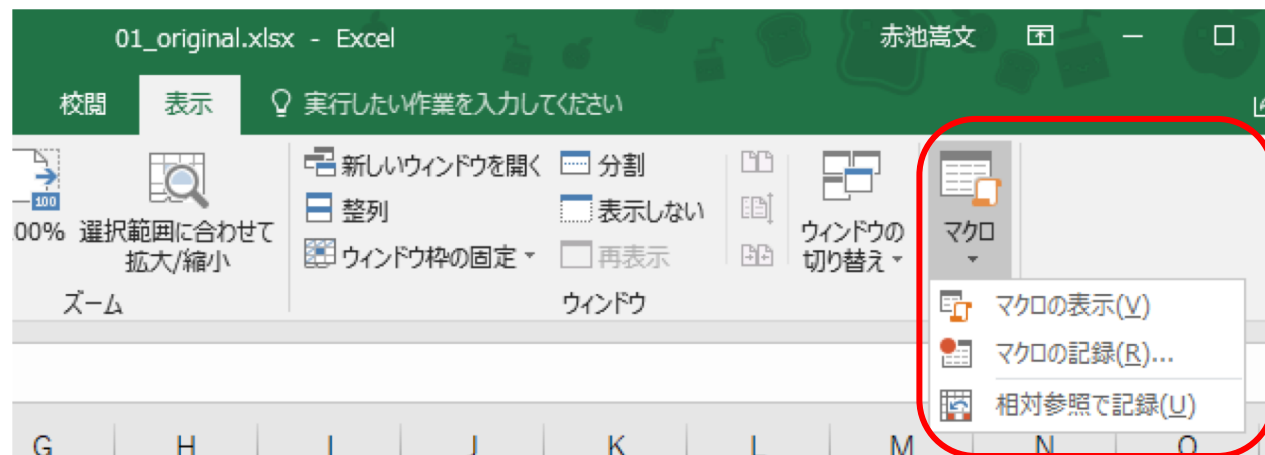 01_original.xlsx - Excel
赤池嵩文
校閲
表示
実行したい作業を入力してください
100
00%
選択範囲に合わせて
拡大/縮小
ズーム
新しいウィンドウを開く
整列
ウィンドウ枠の固定
分割
表示しない
再表示
ウィンドウの
切り替え
ウィンドウ
マクロ
マクロの表示(V)
マクロの記録(R)...
相対参照で記録(U)
G H I J K L M N O